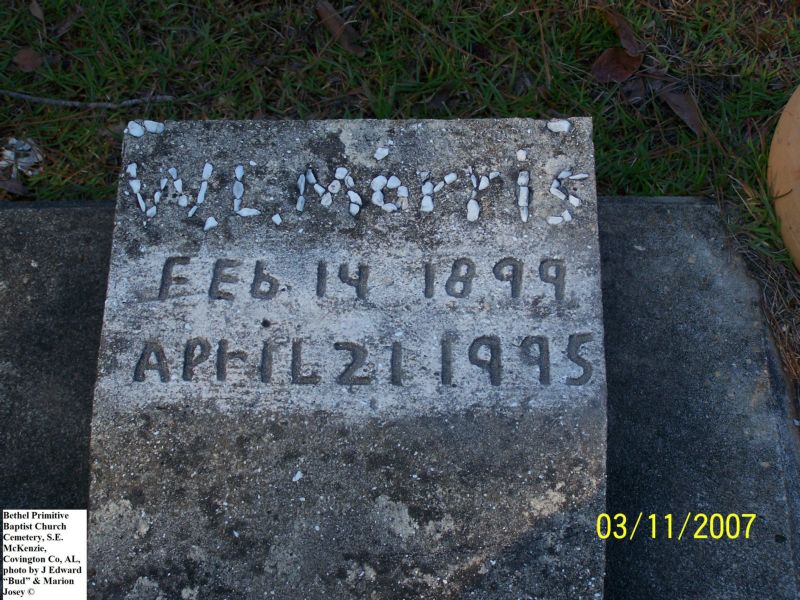 W.L. Morris
FEb 14 1899
APrIL 21 1995
03/11/2007
Bethel Primitive
Baptist Church
Cemetery, S.E.
McKenzie,
Covington Co, AL,
photo by J Edward
“Bud” & Marion
Josey ©